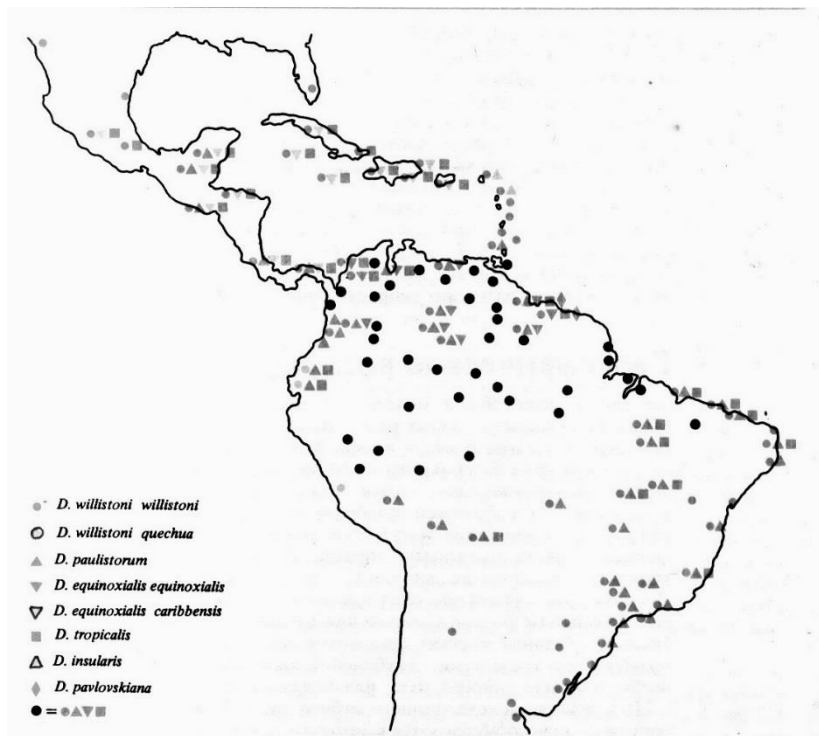 D. willistoni willistoni
D. willistoni quechua
D. paulistorum
D. equinoxialis equinoxialis
D. equinoxialis caribbensis
D. tropicalis
D. insularis
D. pavlovskiana
=